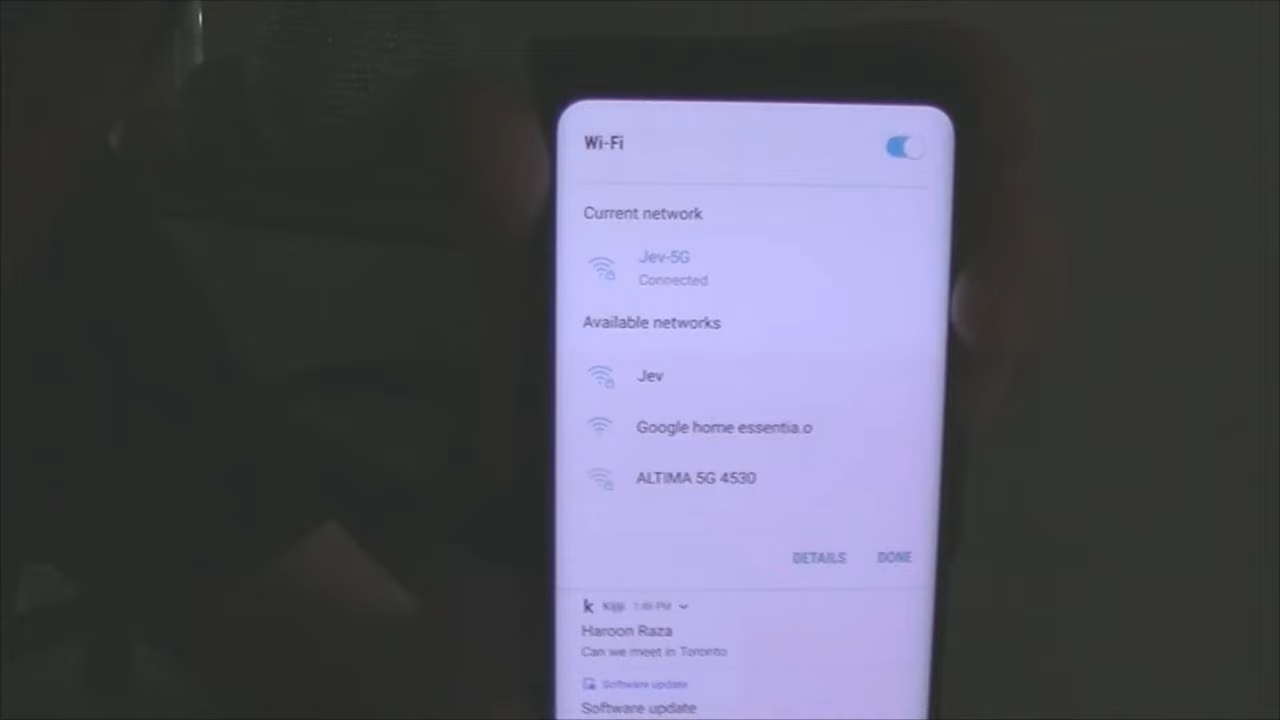 Wi-Fi
Current network
Jev-5G
Connected
Available networks
Jev
Google home essentia.o
ALTIMA 5G 4530
DETAILS DONE
k Kijiji
Haroon Raza
Can we meet in Toronto
Software update
Software update